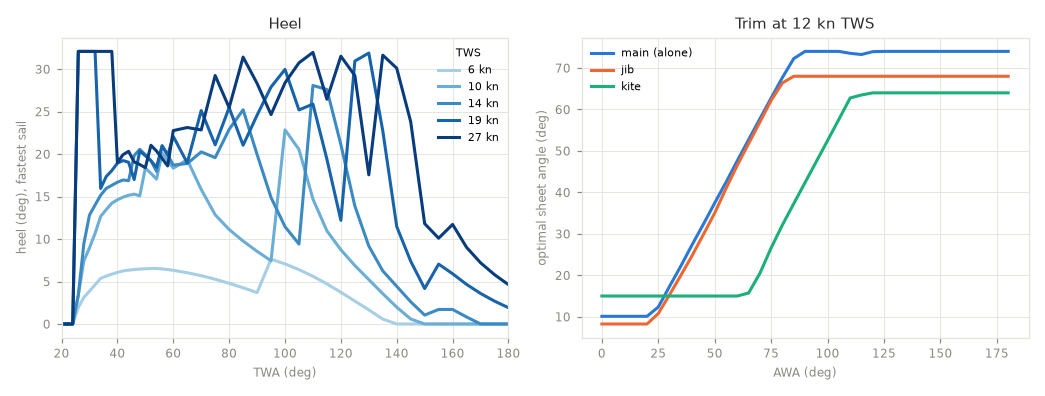 Heel
heel (deg), fastest sail
30
25
20
15
10
5
0
20 40 60 80 100 120 140 160 180
TWA (deg)
TWS
6 kn
10 kn
14 kn
19 kn
27 kn
Trim at 12 kn TWS
optimal sheet angle (deg)
70
60
50
40
30
20
10
0 25 50 75 100 125 150 175
AWA (deg)
main (alone)
jib
kite